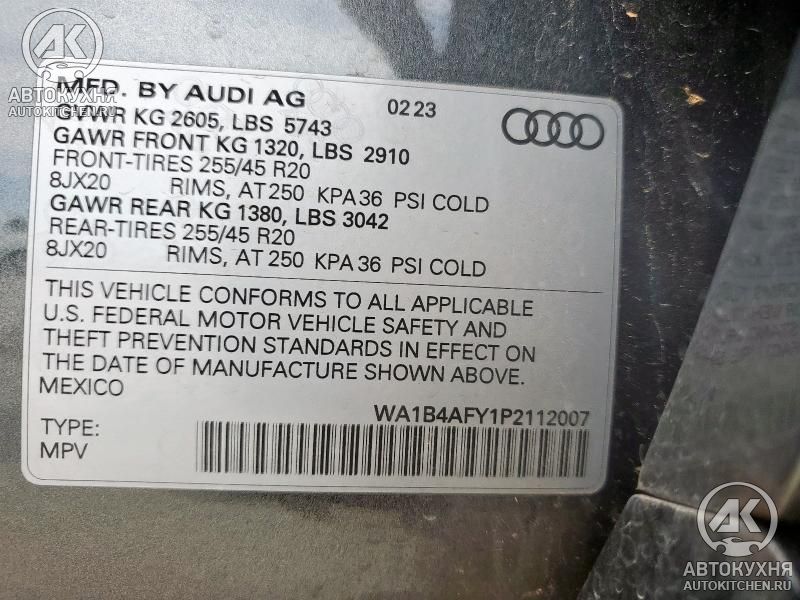 АК
АВТОКУХНЯ
AUTOKITCHEN.RU
MFD. BY AUDI AG 02 23
GVWR KG 2605, LBS 5743
GAWR FRONT KG 1320, LBS 2910
FRONT-TIRES 255/45 R20
8JX20 RIMS, AT 250 KPA 36 PSI COLD
GAWR REAR KG 1380, LBS 3042
REAR-TIRES 255/45 R20
8JX20 RIMS, AT 250 KPA 36 PSI COLD
THIS VEHICLE CONFORMS TO ALL APPLICABLE
U.S. FEDERAL MOTOR VEHICLE SAFETY AND
THEFT PREVENTION STANDARDS IN EFFECT ON
THE DATE OF MANUFACTURE SHOWN ABOVE.
MEXICO
WA1B4AFY1P2112007
TYPE:
MPV
АК
АВТОКУХНЯ
AUTOKITCHEN.RU